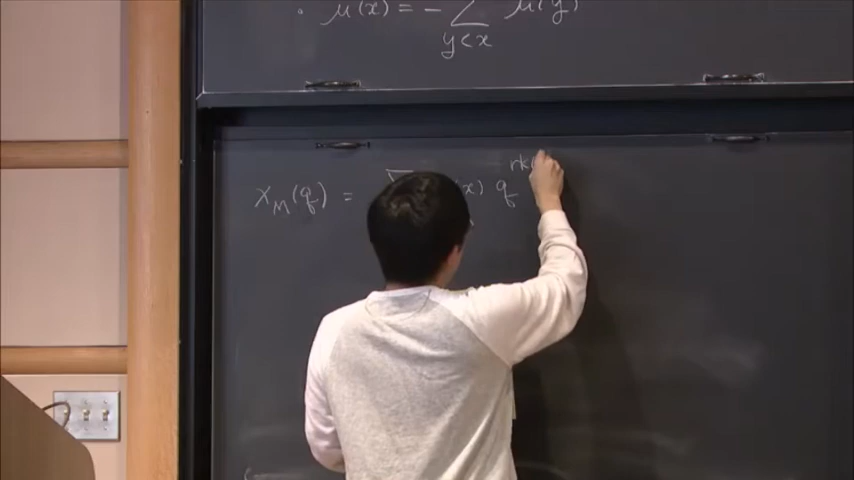 · μ(x) = - ∑ μ(y)
y<x
χ_M(q) = (x) q^rk(